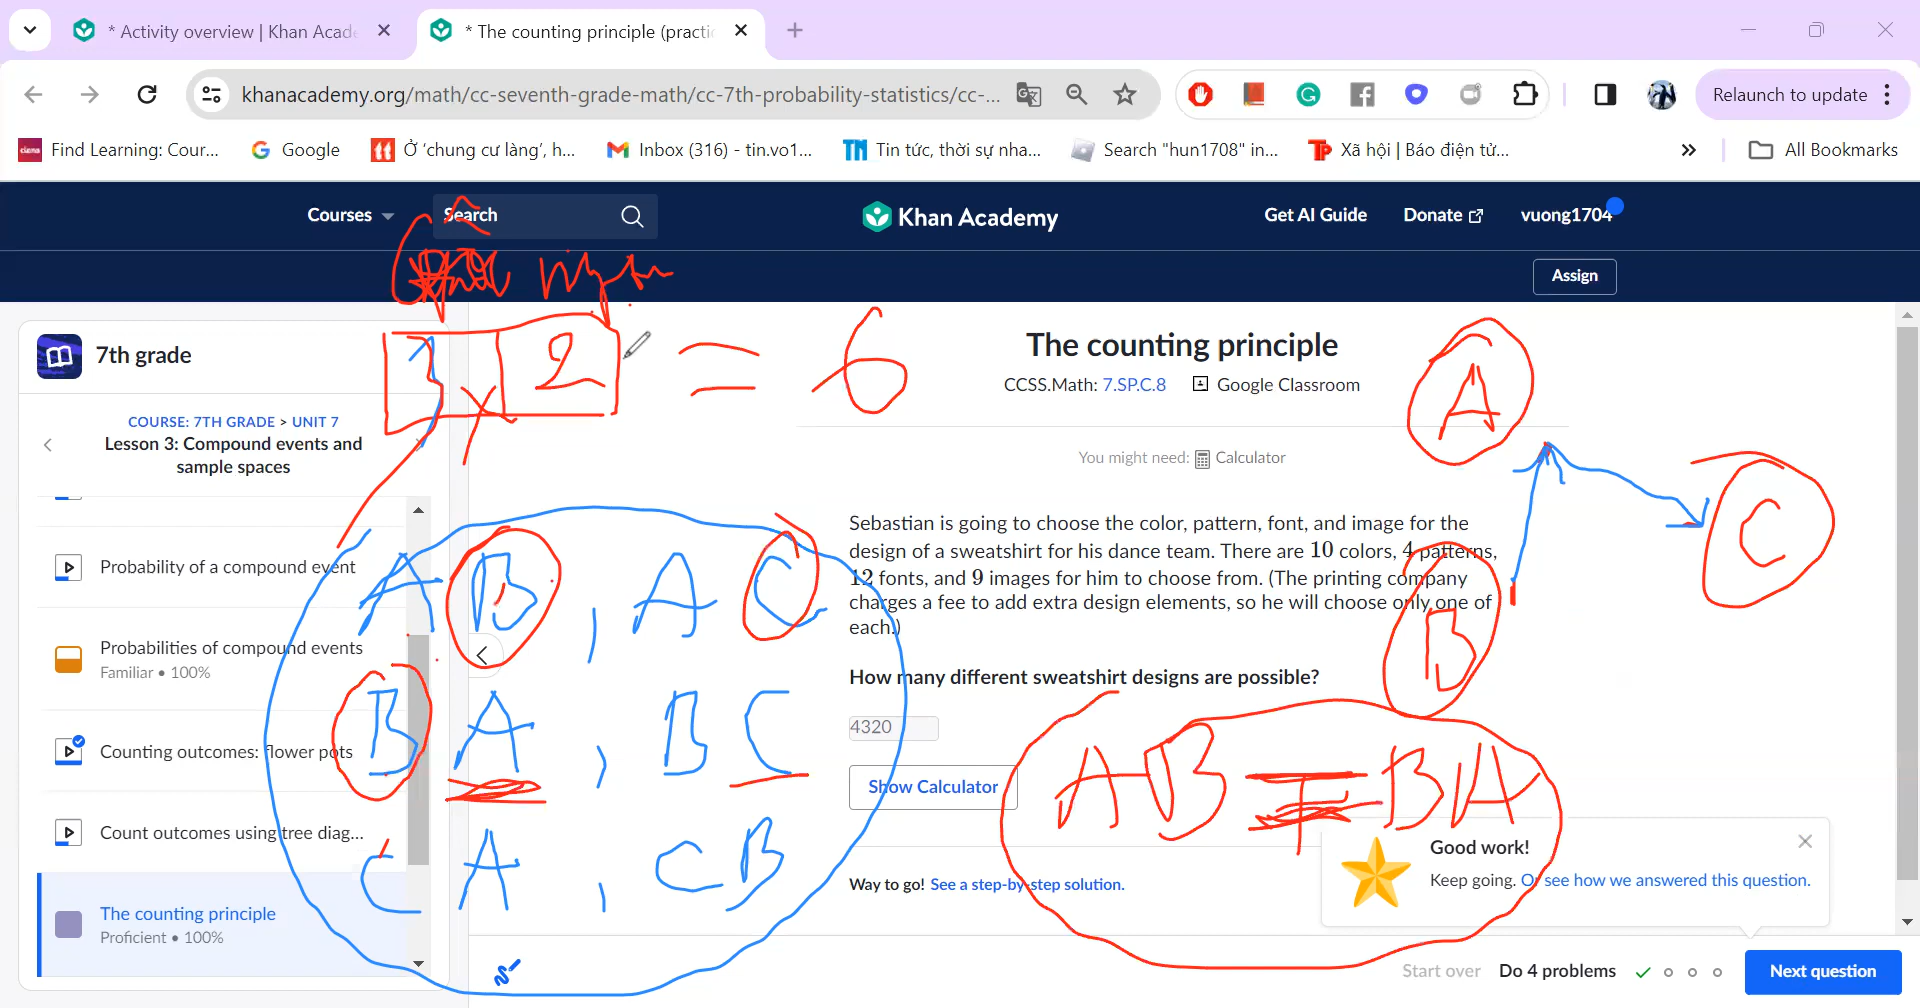 * Activity overview | Khan Acade
* The counting principle (practic
khanacademy.org/math/cc-seventh-grade-math/cc-7th-probability-statistics/cc-...
Relaunch to update
Find Learning: Cour...
Google
Ở 'chung cư làng', h...
Inbox (316) - tin.vo1...
Tin tức, thời sự nha...
Search "hun1708" in...
Xã hội | Báo điện tử...
»
All Bookmarks
Courses
Search
Khan Academy
Get AI Guide
Donate
vuong1704
Assign
3 x 2 = 6
7th grade
COURSE: 7TH GRADE > UNIT 7
Lesson 3: Compound events and
sample spaces
Probability of a compound event
Probabilities of compound events
Familiar • 100%
Counting outcomes: flower pots
Count outcomes using tree diag...
The counting principle
Proficient • 100%
A B , A C
B A , B C
C A , C B
The counting principle
CCSS.Math: 7.SP.C.8
Google Classroom
You might need: Calculator
Sebastian is going to choose the color, pattern, font, and image for the
design of a sweatshirt for his dance team. There are 10 colors, 4 patterns,
12 fonts, and 9 images for him to choose from. (The printing company
charges a fee to add extra design elements, so he will choose only one of
each.)
How many different sweatshirt designs are possible?
4320
Show Calculator
A
C
B
AB = BA
Way to go! See a step-by-step solution.
Good work!
Keep going. Or see how we answered this question.
Start over
Do 4 problems
Next question